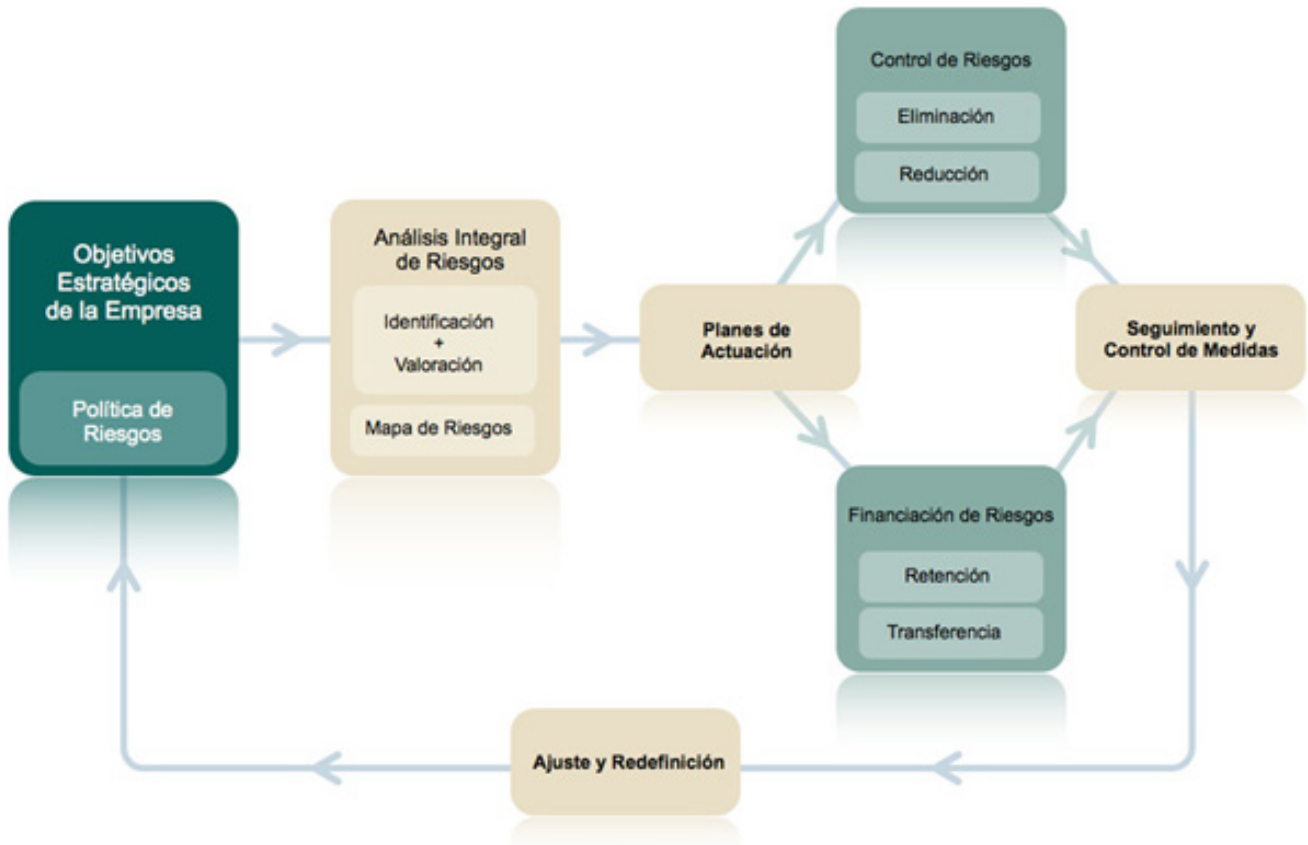 Objetivos
Estratégicos
de la Empresa
Política de
Riesgos
Análisis Integral
de Riesgos
Identificación
+
Valoración
Mapa de Riesgos
Planes de
Actuación
Control de Riesgos
Eliminación
Reducción
Financiación de Riesgos
Retención
Transferencia
Seguimiento y
Control de Medidas
Ajuste y Redefinición